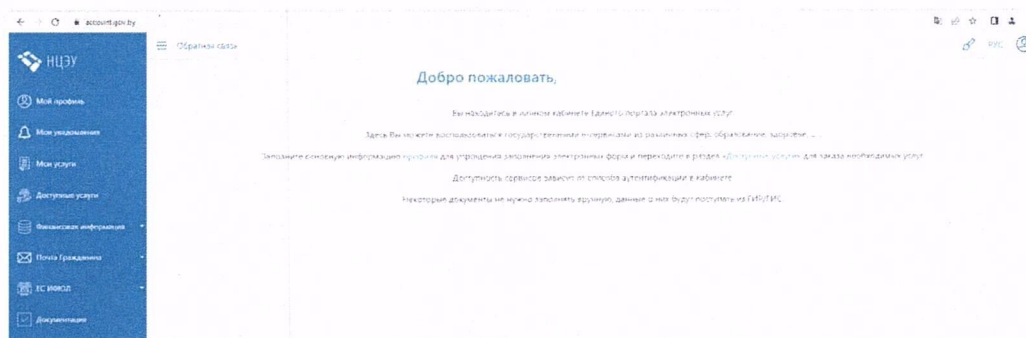 account.gov.by
НЦЭУ
Обратная связь
РУС
Мой профиль
Мои уведомления
Мои услуги
Доступные услуги
Финансовая информация
Почта Гражданина
ЕС ИФЮЛ
Документация
Добро пожаловать,
Вы находитесь в личном кабинете Единого портала электронных услуг
Здесь Вы можете воспользоваться государственными сервисами из различных сфер: образование, здоровье, ...
Заполните основную информацию профиля для упрощения заполнения электронных форм и переходите в раздел «Доступные услуги» для заказа необходимых услуг
Доступность сервисов зависит от способа аутентификации в кабинете
Некоторые документы не нужно заполнять вручную, данные о них будут поступать из ГИР/ГИС